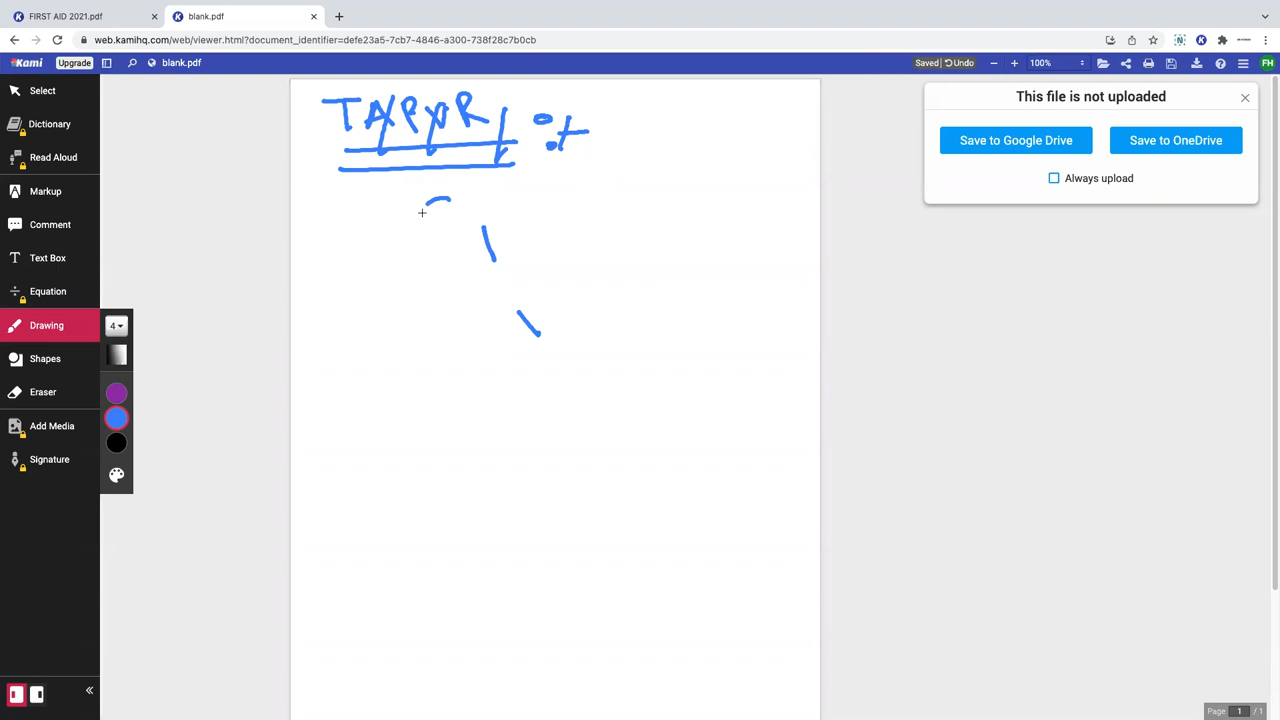 FIRST AID 2021.pdf
blank.pdf
web.kamihq.com/web/viewer.html?document_identifier=defe23a5-7cb7-4846-a300-738f28c7b0cb
Kami
Upgrade
blank.pdf
Saved
Undo
100%
FH
Select
Dictionary
Read Aloud
Markup
Comment
Text Box
Equation
Drawing
4
Shapes
Eraser
Add Media
Signature
This file is not uploaded
Save to Google Drive
Save to OneDrive
Always upload
Page 1 / 1